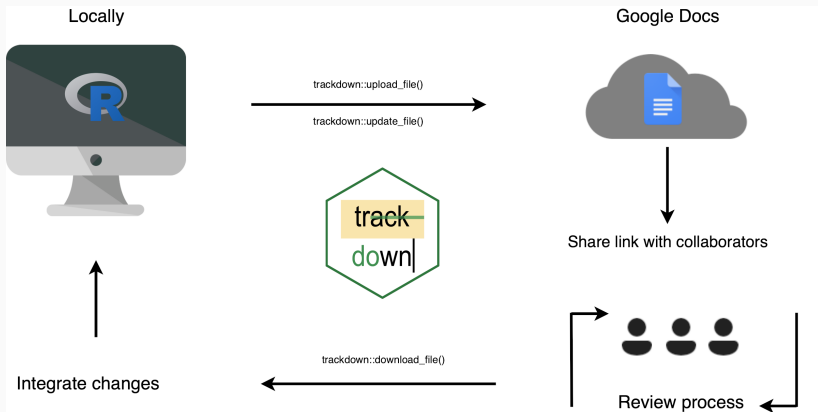 Locally
Google Docs
R
trackdown::upload_file()
trackdown::update_file()
track
down
Share link with collaborators
trackdown::download_file()
Integrate changes
Review process